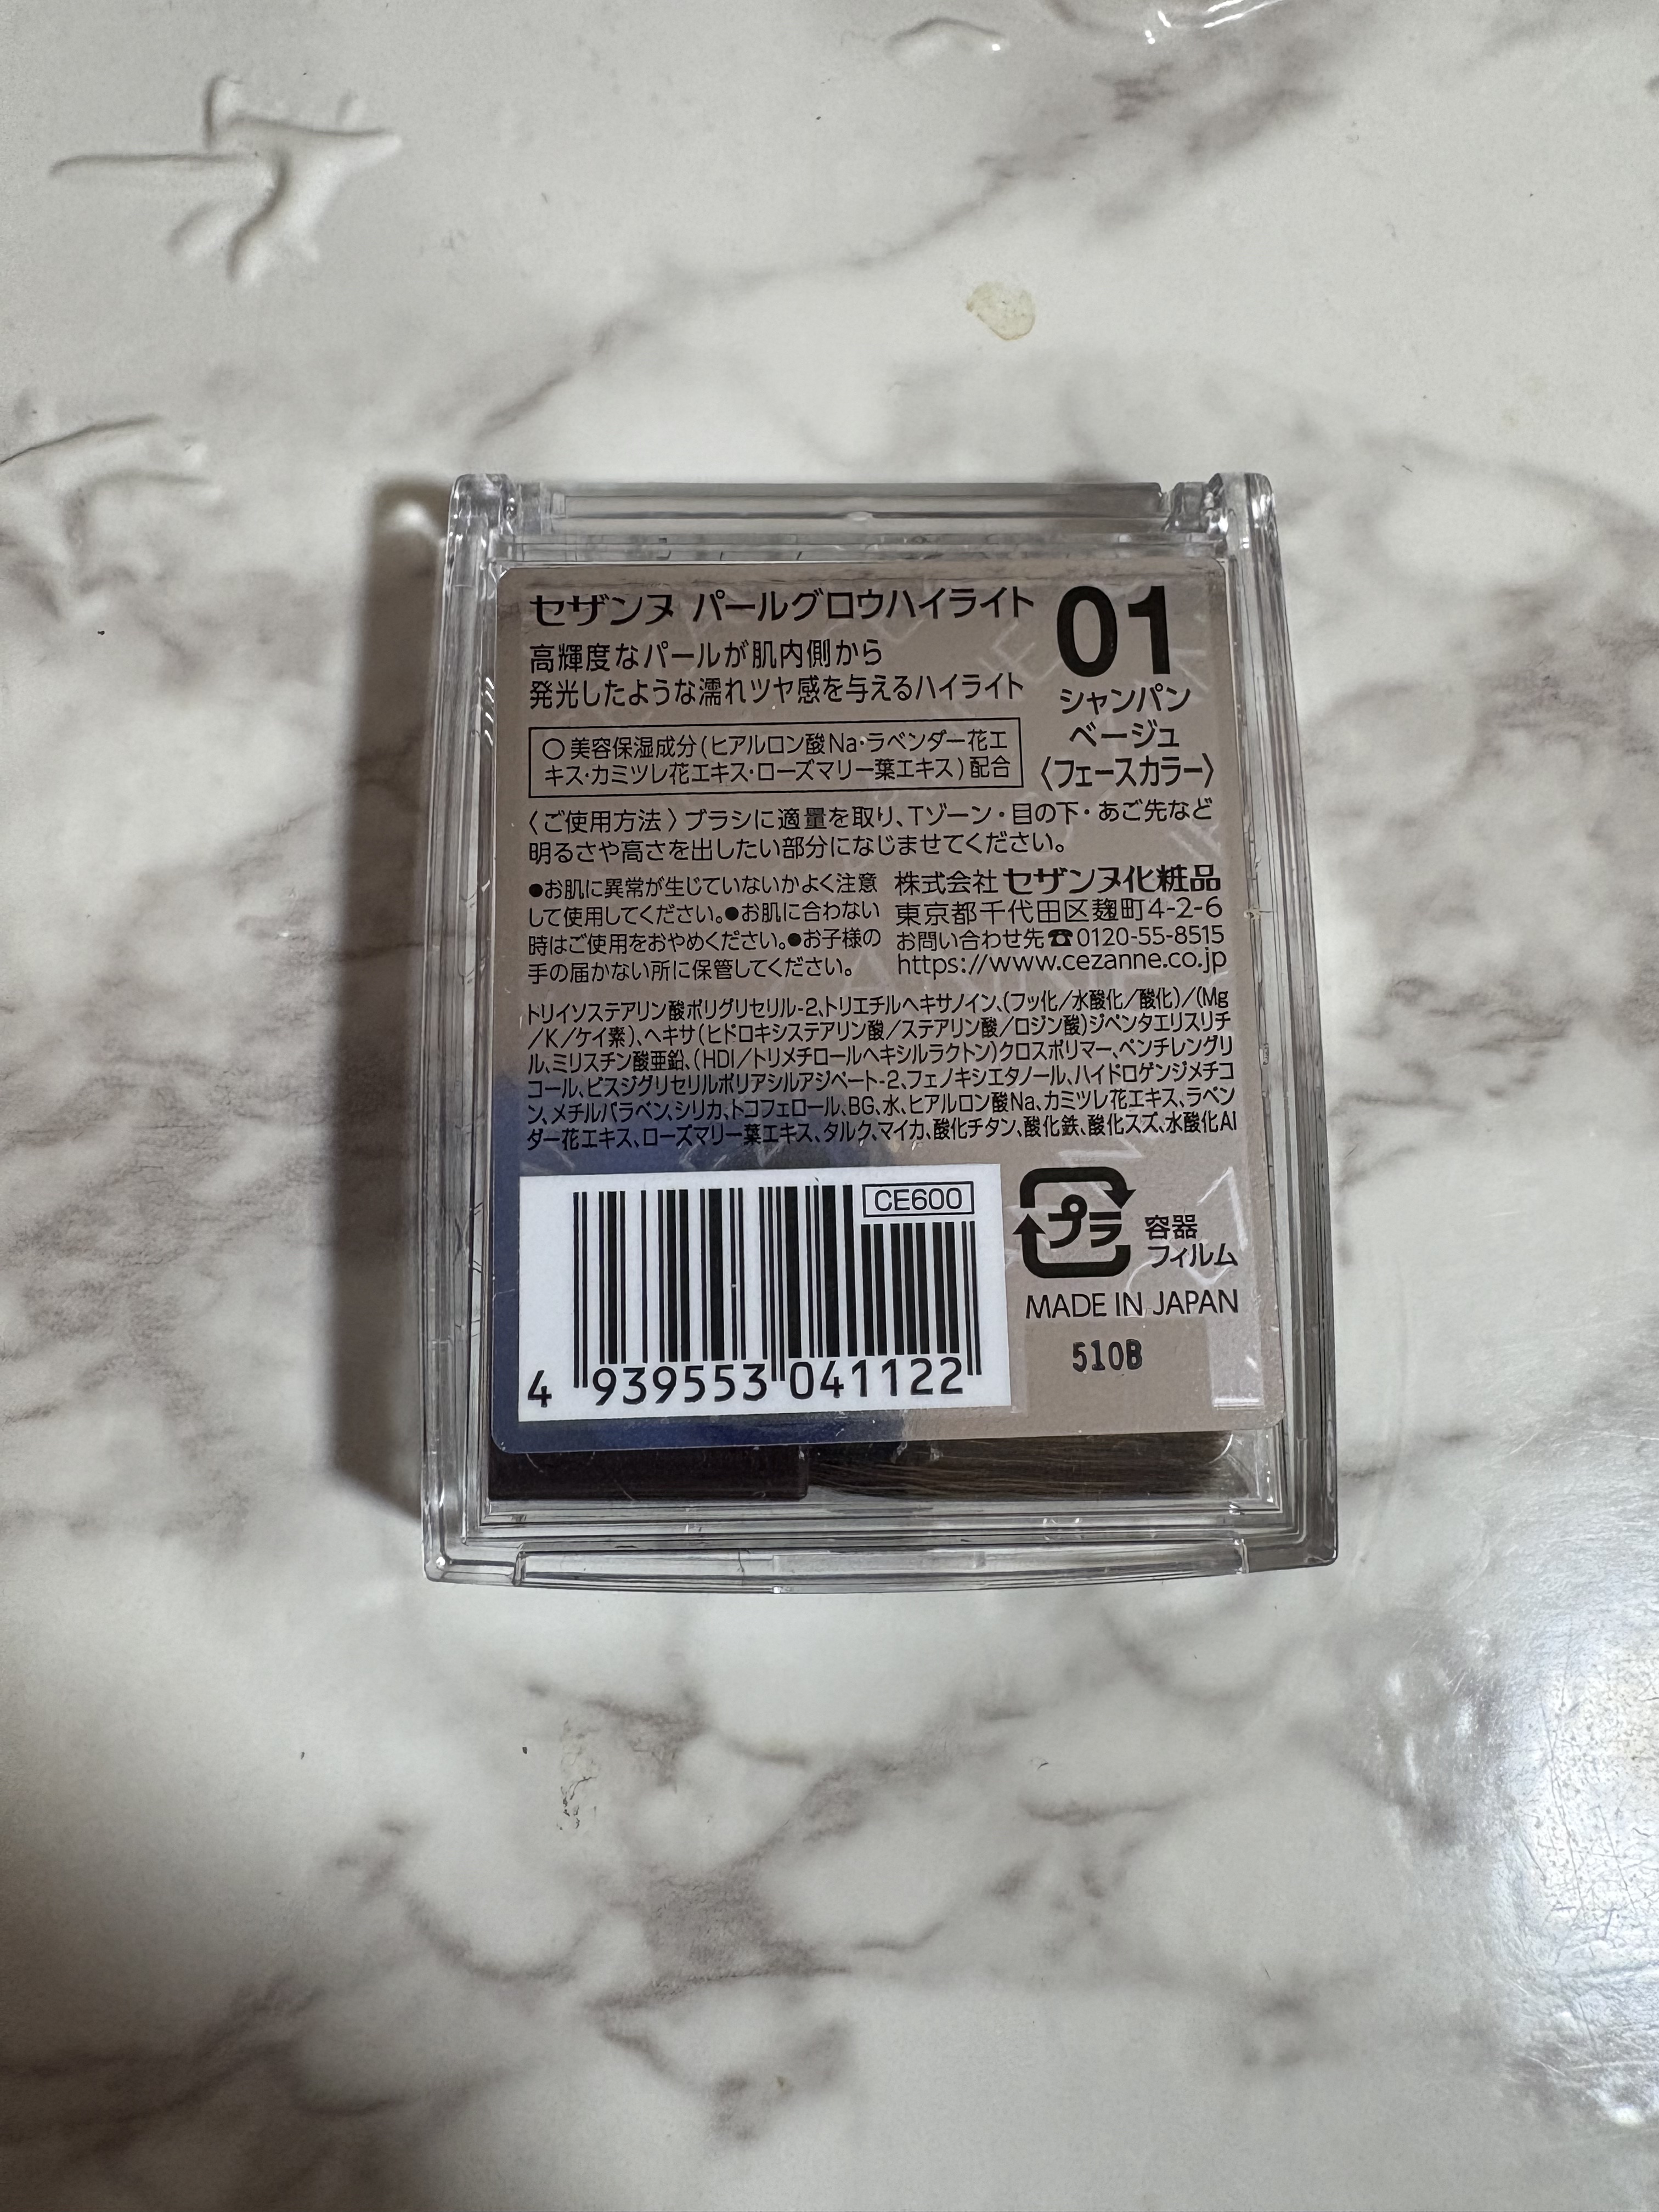 セザンヌ パールグロウハイライト
01
高輝度なパールが肌内側から
発光したような濡れツヤ感を与えるハイライト
シャンパン
ベージュ
〈フェースカラー〉
○美容保湿成分(ヒアルロン酸Na・ラベンダー花エ
キス・カミツレ花エキス・ローズマリー葉エキス)配合
〈ご使用方法〉ブラシに適量を取り、Tゾーン・目の下・あご先など
明るさや高さを出したい部分になじませてください。
●お肌に異常が生じていないかよく注意
して使用してください。●お肌に合わない
時はご使用をおやめください。●お子様の
手の届かない所に保管してください。
株式会社セザンヌ化粧品
東京都千代田区麹町4-2-6
お問い合わせ先☎0120-55-8515
https://www.cezanne.co.jp
トリイソステアリン酸ポリグリセリル-2、トリエチルヘキサノイン、(フッ化/水酸化/酸化)/(Mg
/K/ケイ素)、ヘキサ(ヒドロキシステアリン酸/ステアリン酸/ロジン酸)ジペンタエリスリチ
ル、ミリスチン酸亜鉛、(HDI/トリメチロールヘキシルラクトン)クロスポリマー、ペンチレングリ
コール、ビスジグリセリルポリアシルアジペート-2、フェノキシエタノール、ハイドロゲンジメチコ
ン、メチルパラベン、シリカ、トコフェロール、BG、水、ヒアルロン酸Na、カミツレ花エキス、ラベン
ダー花エキス、ローズマリー葉エキス、タルク、マイカ、酸化チタン、酸化鉄、酸化スズ、水酸化Al
CE600
4 939553 041122
プラ
容器
フィルム
MADE IN JAPAN
510B